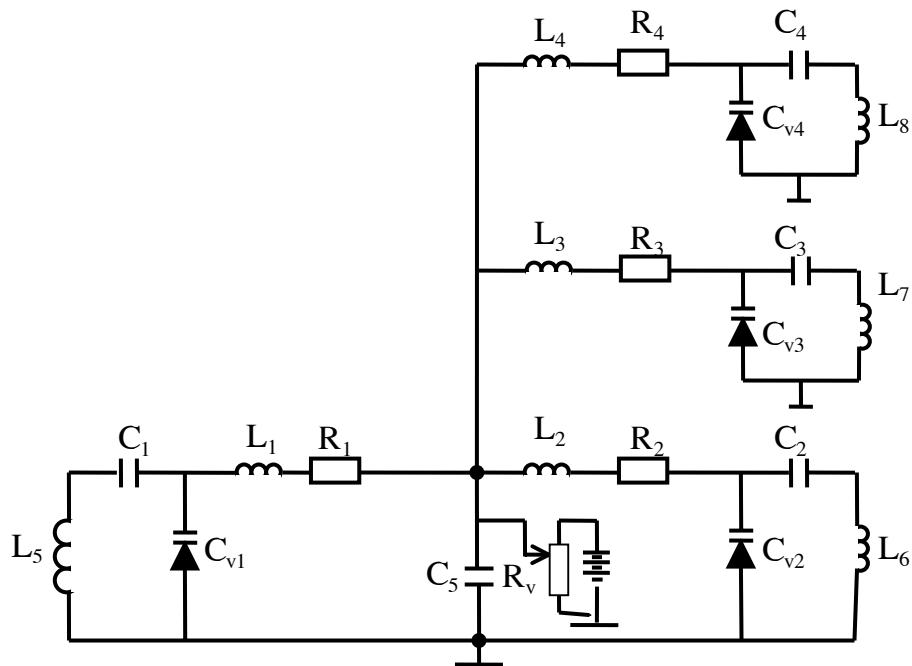 L4 R4 C4
Cv4 L8
L3 R3 C3
L7
Cv3
C1 L1 R1 L2 R2 C2
L5 Cv1 C5 Rv Cv2 L6